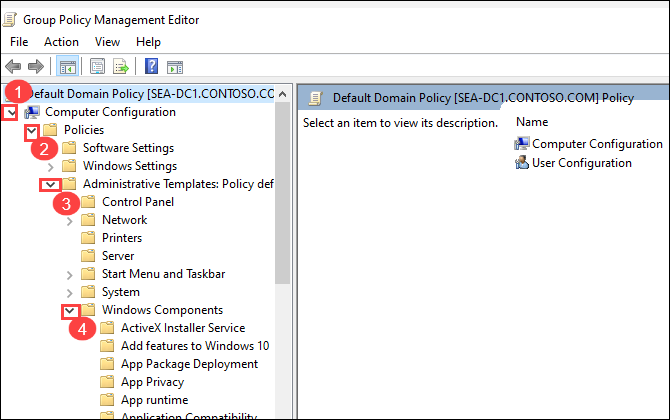 Group Policy Management Editor
File Action View Help
1
Default Domain Policy [SEA-DC1.CONTOSO.CO
Computer Configuration
Policies
2
Software Settings
Windows Settings
Administrative Templates: Policy def
3
Control Panel
Network
Printers
Server
Start Menu and Taskbar
System
Windows Components
4
ActiveX Installer Service
Add features to Windows 10
App Package Deployment
App Privacy
App runtime
Application Compatibility
Default Domain Policy [SEA-DC1.CONTOSO.COM] Policy
Select an item to view its description.
Name
Computer Configuration
User Configuration